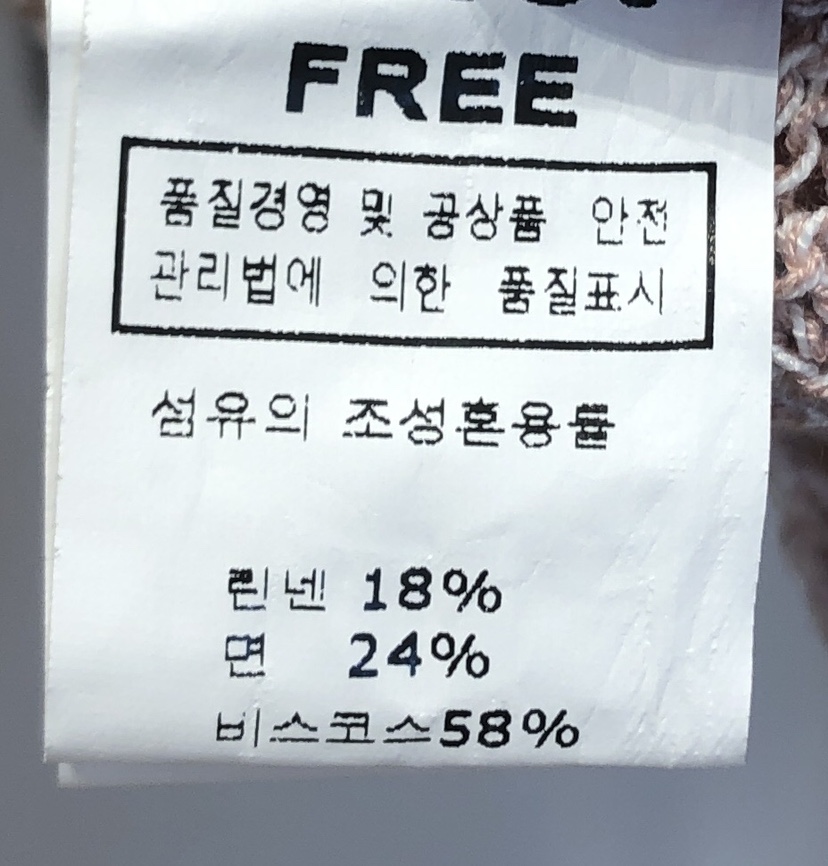 FREE
품질경영 및 공상품 안전
관리법에 의한 품질표시
섬유의 조성혼용률
린넨 18%
면 24%
비스코스58%